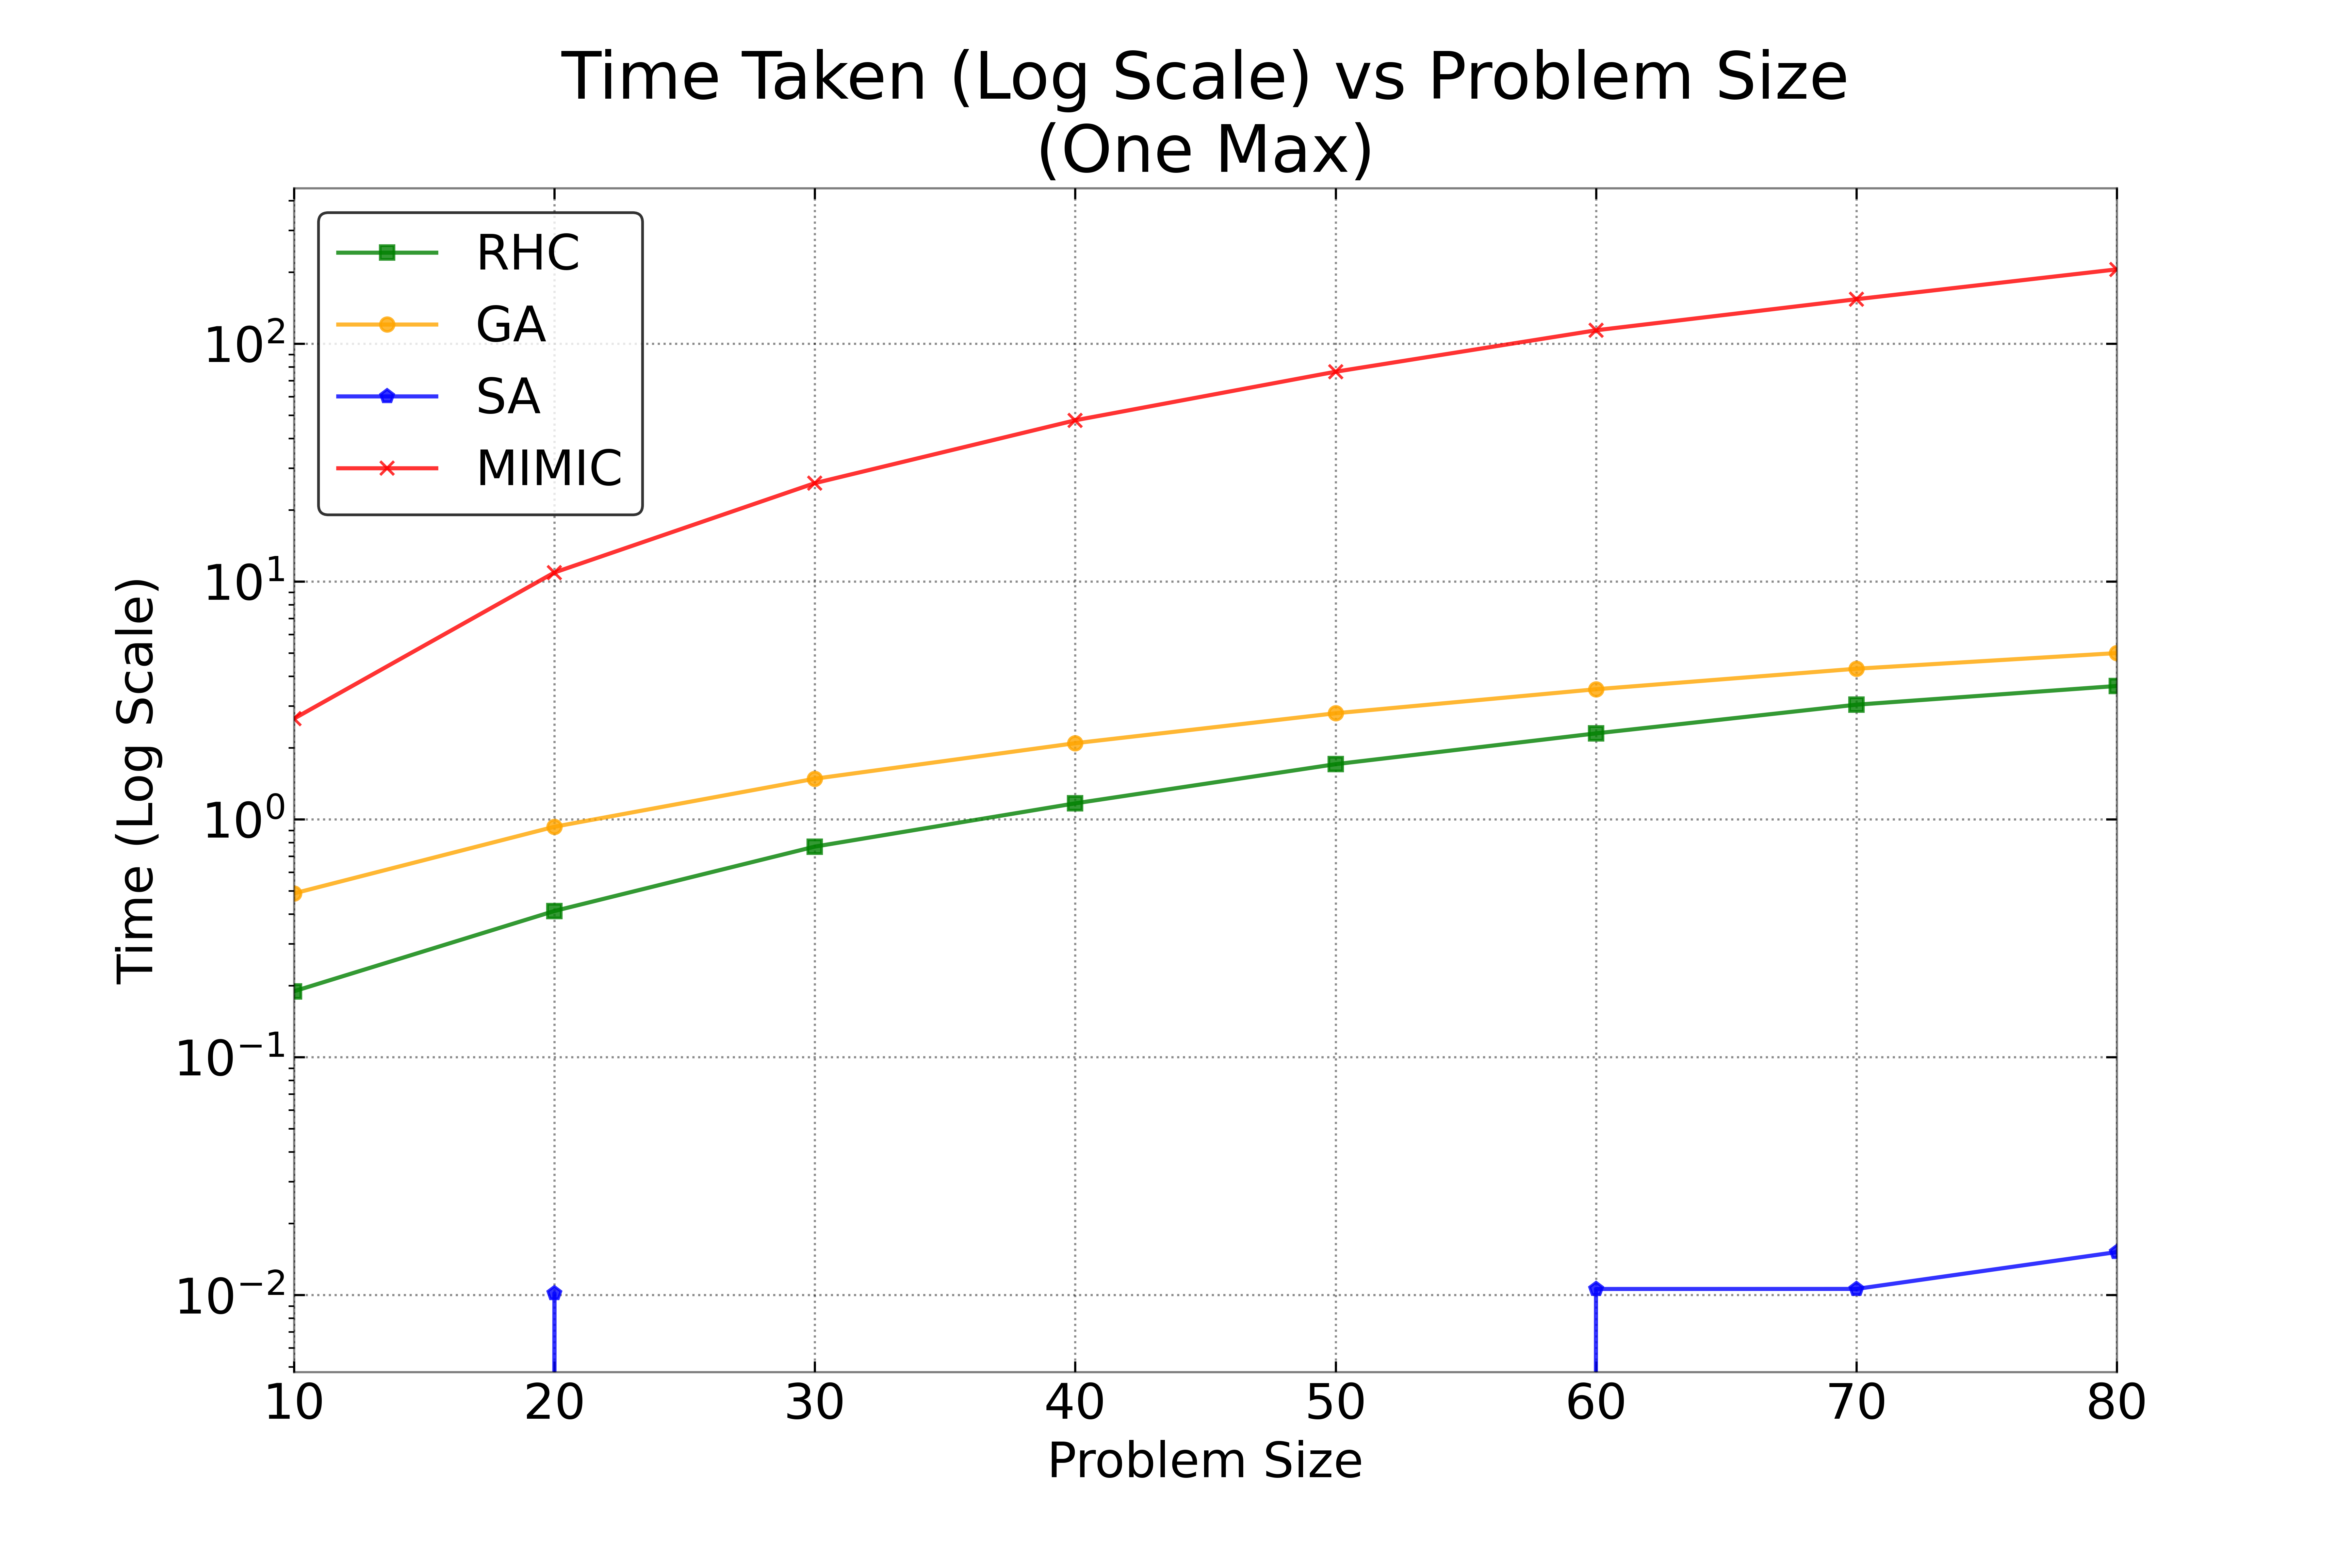 Time Taken (Log Scale) vs Problem Size
(One Max)
RHC
GA
SA
MIMIC
10²
10¹
10⁰
10⁻¹
10⁻²
Time (Log Scale)
10 20 30 40 50 60 70 80
Problem Size